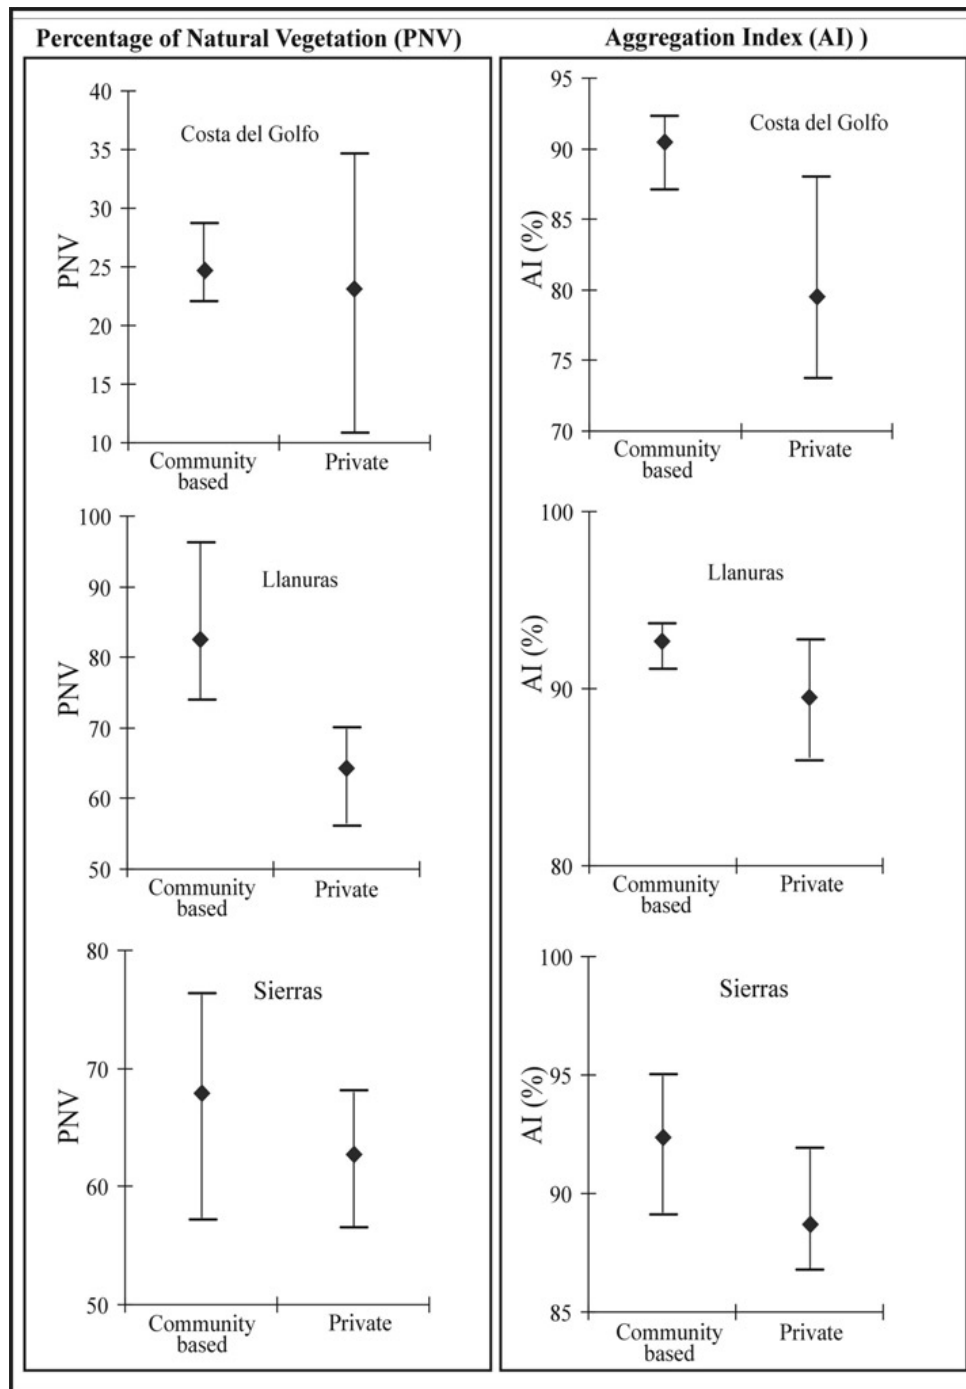 Percentage of Natural Vegetation (PNV)
Aggregation Index (AI) )
40
35
30
25
20
15
10
PNV
Costa del Golfo
Community
based
Private
95
90
85
80
75
70
AI (%)
Costa del Golfo
Community
based
Private
100
90
80
70
60
50
PNV
Llanuras
Community
based
Private
100
90
80
AI (%)
Llanuras
Community
based
Private
80
70
60
50
PNV
Sierras
Community
based
Private
100
95
90
85
AI (%)
Sierras
Community
based
Private